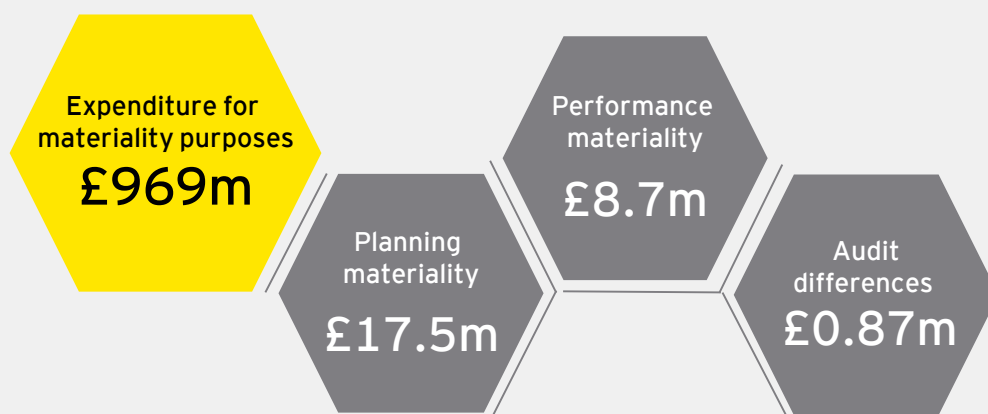 Expenditure for
materiality purposes
£969m
Planning
materiality
£17.5m
Performance
materiality
£8.7m
Audit
differences
£0.87m